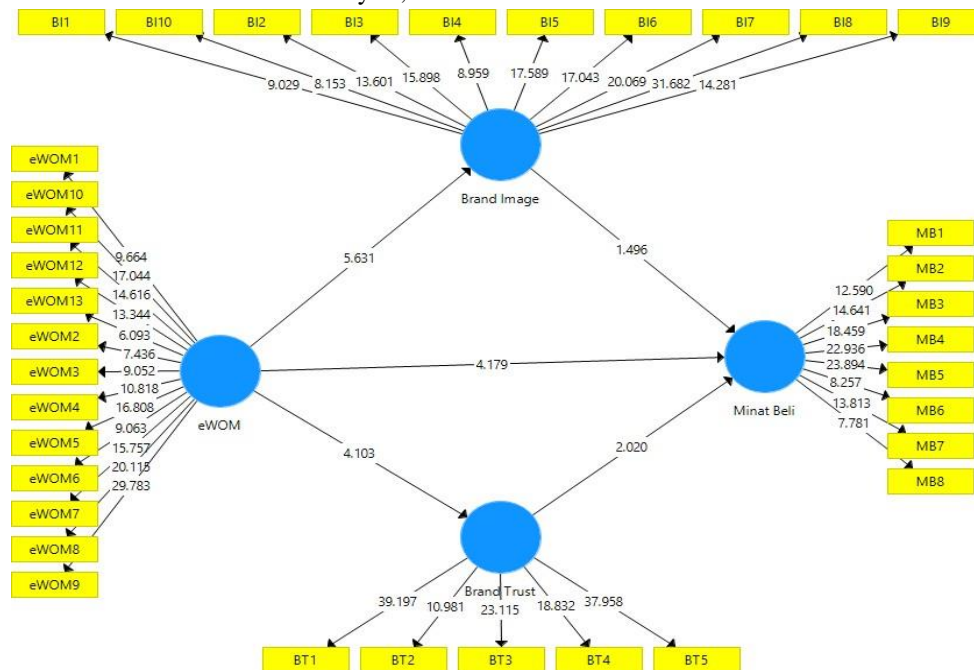 BI1 BI10 BI2 BI3 BI4 BI5 BI6 BI7 BI8 BI9
9.029 8.153 13.601 15.898 8.959 17.589 17.043 20.069 31.682 14.281
Brand Image
eWOM1
eWOM10
eWOM11
eWOM12
eWOM13
eWOM2
eWOM3
eWOM4
eWOM5
eWOM6
eWOM7
eWOM8
eWOM9
9.664
17.044
14.616
13.344
6.093
7.436
9.052
10.818
16.808
9.063
15.757
20.115
29.783
eWOM
5.631
1.496
4.179
4.103
2.020
Minat Beli
12.590
14.641
18.459
22.936
23.894
8.257
13.813
7.781
MB1
MB2
MB3
MB4
MB5
MB6
MB7
MB8
Brand Trust
39.197 10.981 23.115 18.832 37.958
BT1 BT2 BT3 BT4 BT5